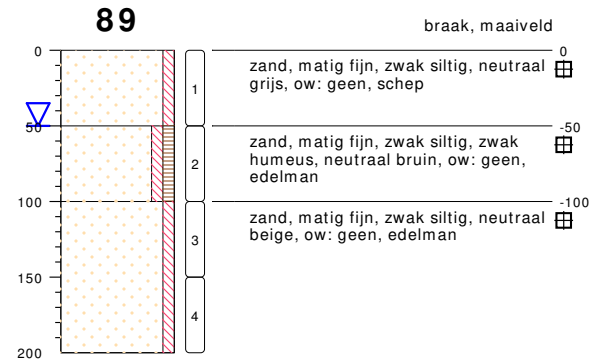 89
braak, maaiveld
0
50
100
150
200
1
2
3
4
0
zand, matig fijn, zwak siltig, neutraal
grijs, ow: geen, schep
-50
zand, matig fijn, zwak siltig, zwak
humeus, neutraal bruin, ow: geen,
edelman
-100
zand, matig fijn, zwak siltig, neutraal
beige, ow: geen, edelman